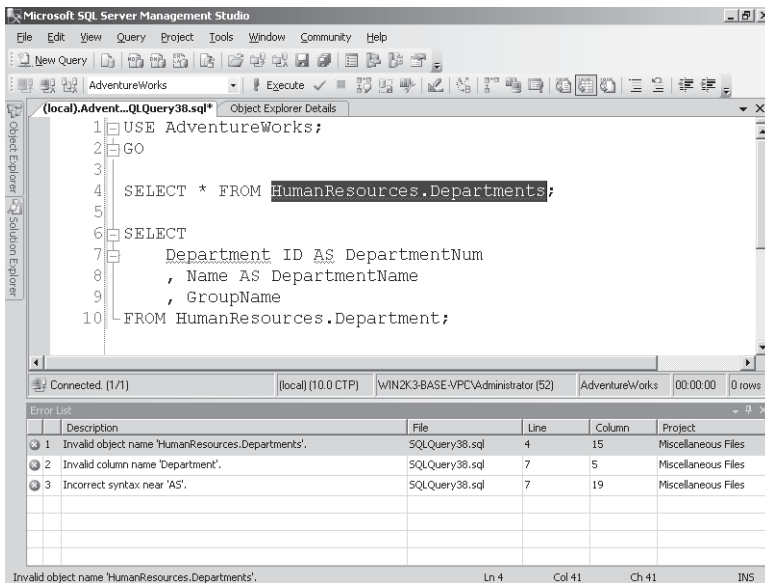 Microsoft SQL Server Management Studio
File Edit View Query Project Tools Window Community Help
New Query
AdventureWorks Execute
(local).Advent...QLQuery38.sql* Object Explorer Details
Object Explorer
Solution Explorer
1 USE AdventureWorks;
2 GO
3
4 SELECT * FROM HumanResources.Departments;
5
6 SELECT
7 Department ID AS DepartmentNum
8 , Name AS DepartmentName
9 , GroupName
10 FROM HumanResources.Department;
Connected. (1/1) (local) (10.0 CTP) WIN2K3-BASE-VPC\Administrator (52) AdventureWorks 00:00:00 0 rows
Error List
Description File Line Column Project
1 Invalid object name 'HumanResources.Departments'. SQLQuery38.sql 4 15 Miscellaneous Files
2 Invalid column name 'Department'. SQLQuery38.sql 7 5 Miscellaneous Files
3 Incorrect syntax near 'AS'. SQLQuery38.sql 7 19 Miscellaneous Files
Invalid object name 'HumanResources.Departments'. Ln 4 Col 41 Ch 41 INS